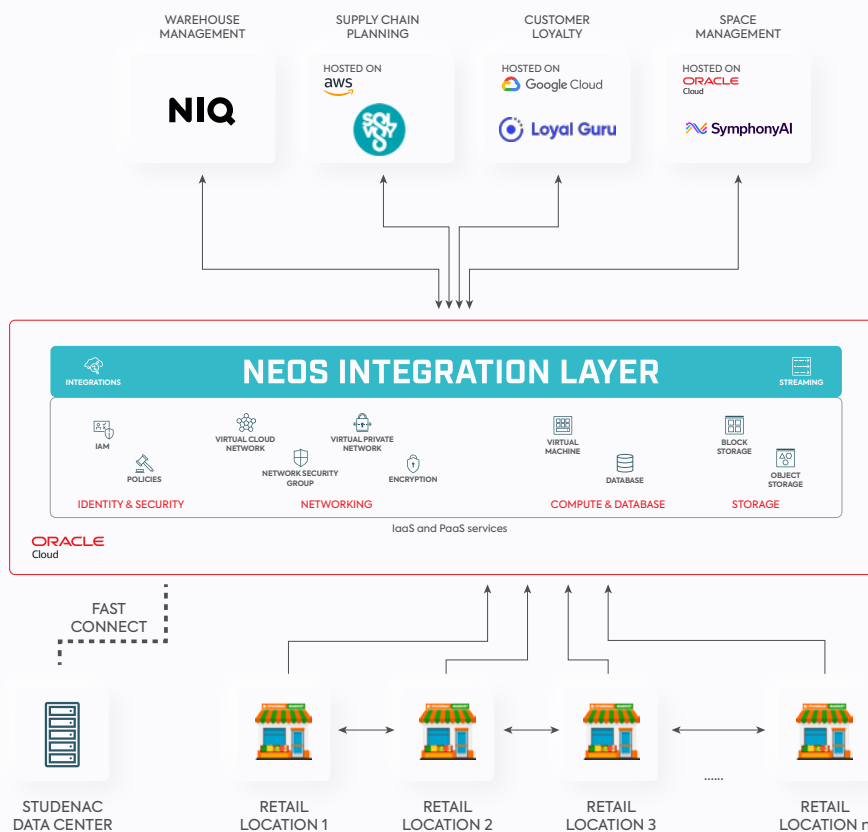 WAREHOUSE
MANAGEMENT
SUPPLY CHAIN
PLANNING
CUSTOMER
LOYALTY
SPACE
MANAGEMENT
NIQ
HOSTED ON
aws
SOLVOYO
HOSTED ON
Google Cloud
Loyal Guru
HOSTED ON
ORACLE
Cloud
SymphonyAI
INTEGRATIONS
NEOS INTEGRATION LAYER
STREAMING
IAM
POLICIES
IDENTITY & SECURITY
VIRTUAL CLOUD
NETWORK
NETWORK SECURITY
GROUP
VIRTUAL PRIVATE
NETWORK
ENCRYPTION
NETWORKING
VIRTUAL
MACHINE
DATABASE
COMPUTE & DATABASE
BLOCK
STORAGE
OBJECT
STORAGE
STORAGE
IaaS and PaaS services
ORACLE
Cloud
FAST
CONNECT
......
STUDENAC
DATA CENTER
RETAIL
LOCATION 1
RETAIL
LOCATION 2
RETAIL
LOCATION 3
RETAIL
LOCATION n